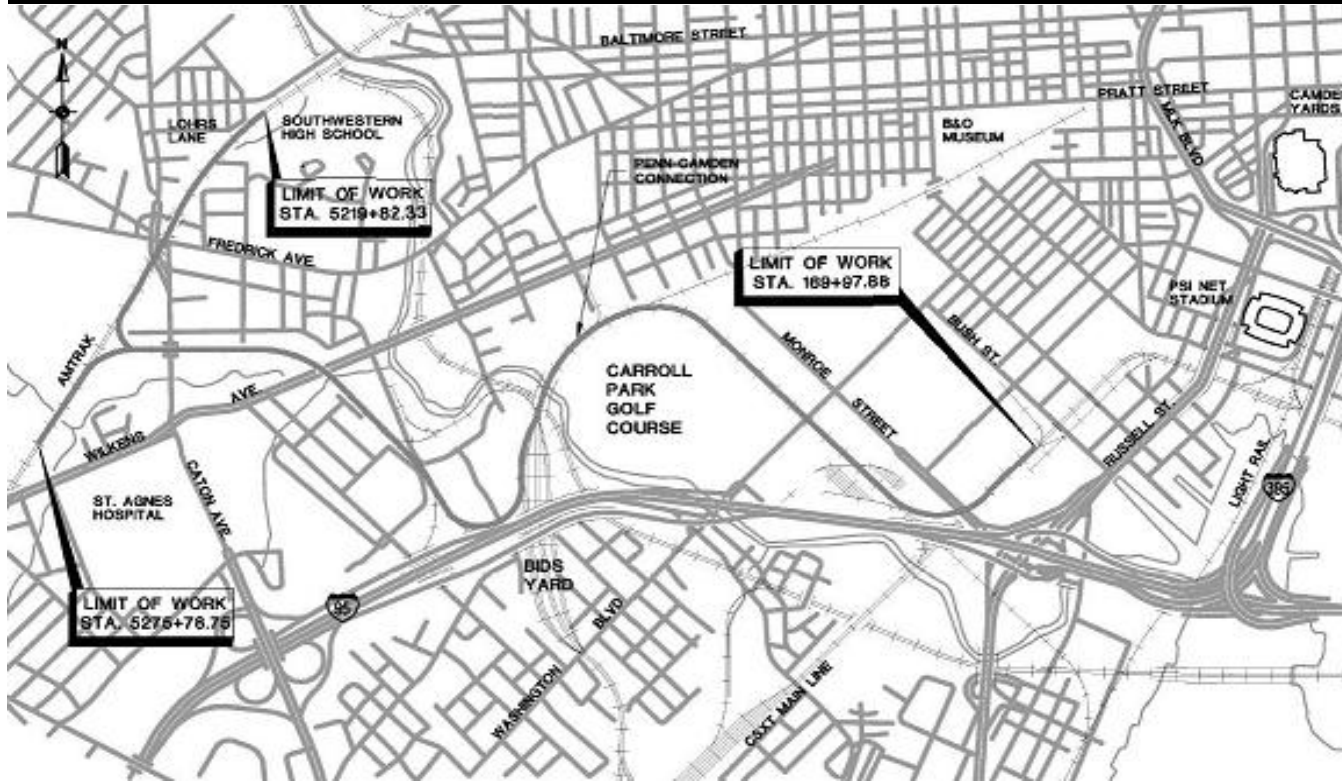 N
BALTIMORE STREET
PRATT STREET
CAMDEN
YARDS
MLK BLVD
LOHRS
LANE
SOUTHWESTERN
HIGH SCHOOL
B&O
MUSEUM
PENN-CAMDEN
CONNECTION
LIMIT OF WORK
STA. 5219+82.33
FREDRICK AVE.
LIMIT OF WORK
STA. 169+97.88
PSI NET
STADIUM
AMTRAK
BUSH ST.
MONROE
STREET
CARROLL
PARK
GOLF
COURSE
WILKENS
AVE.
RUSSELL ST.
LIGHT RAIL
395
ST. AGNES
HOSPITAL
CATON AVE.
BIDS
YARD
95
LIMIT OF WORK
STA. 5275+76.75
WASHINGTON
BLVD
CSXT MAIN LINE